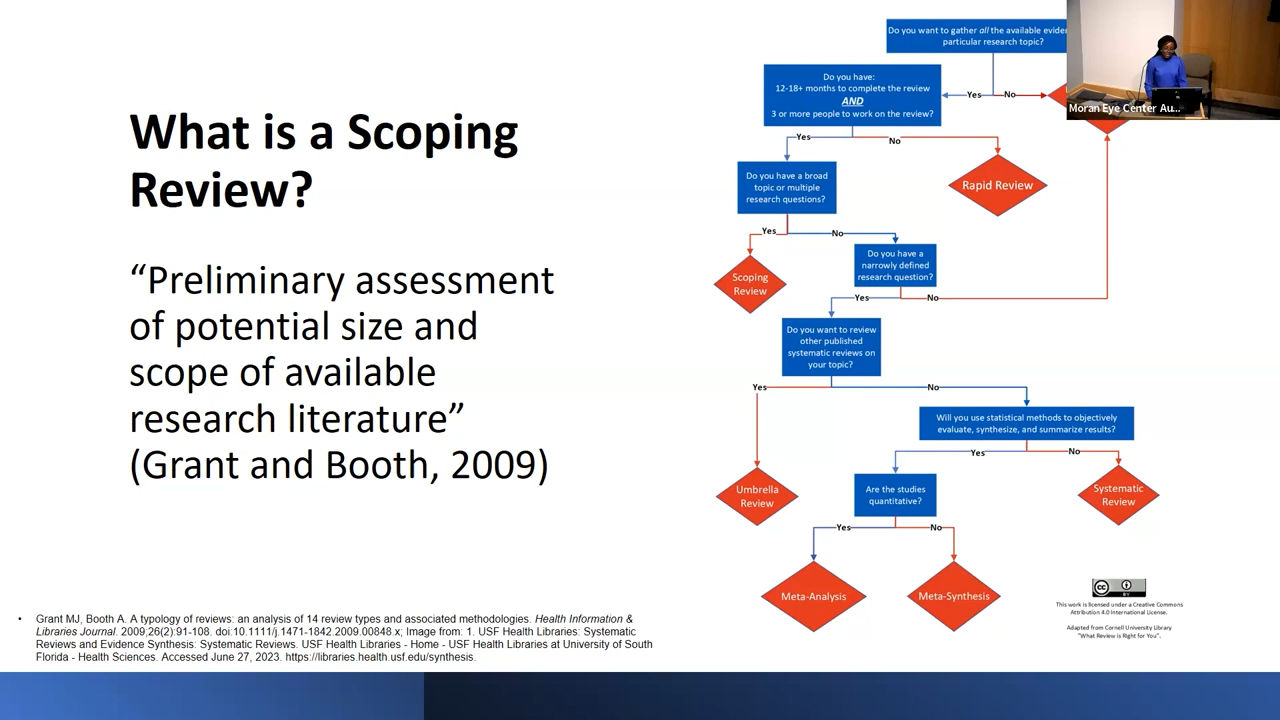 What is a Scoping
Review?
“Preliminary assessment
of potential size and
scope of available
research literature”
(Grant and Booth, 2009)
• Grant MJ, Booth A. A typology of reviews: an analysis of 14 review types and associated methodologies. Health Information &
Libraries Journal. 2009;26(2):91-108. doi:10.1111/j.1471-1842.2009.00848.x; Image from: 1. USF Health Libraries: Systematic
Reviews and Evidence Synthesis: Systematic Reviews. USF Health Libraries - Home - USF Health Libraries at University of South
Florida - Health Sciences. Accessed June 27, 2023. https://libraries.health.usf.edu/synthesis.
Do you want to gather all the available
particular research topic?
Yes
No
Do you have:
12-18+ months to complete the review
AND
3 or more people to work on the review?
Yes
No
Rapid Review
Do you have a broad
topic or multiple
research questions?
Yes
No
Scoping
Review
Do you have a
narrowly defined
research question?
Yes
No
Do you want to review
other published
systematic reviews on
your topic?
Yes
No
Will you use statistical methods to objectively
evaluate, synthesize, and summarize results?
Yes
No
Umbrella
Review
Are the studies
quantitative?
Systematic
Review
Yes
No
Meta-Analysis
Meta-Synthesis
cc
BY
This work is licensed under a Creative Commons
Attribution 4.0 International License.
Adapted from Cornell University Library
"What Review is Right for You".
Moran Eye Center Au...